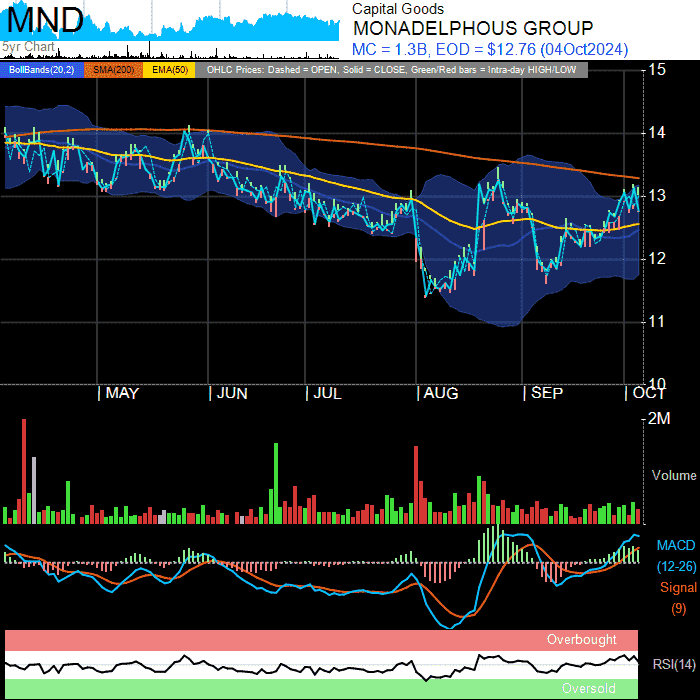 MND
Capital Goods
MONADELPHOUS GROUP
5yr Chart
MC = 1.3B, EOD = $12.76 (04Oct2024)
BollBands(20,2) SMA(200) EMA(50) OHLC Prices: Dashed = OPEN, Solid = CLOSE, Green/Red bars = Intra-day HIGH/LOW
15
14
13
12
11
10
MAY JUN JUL AUG SEP OCT
2M
Volume
MACD
(12-26)
Signal
(9)
Overbought
RSI(14)
Oversold